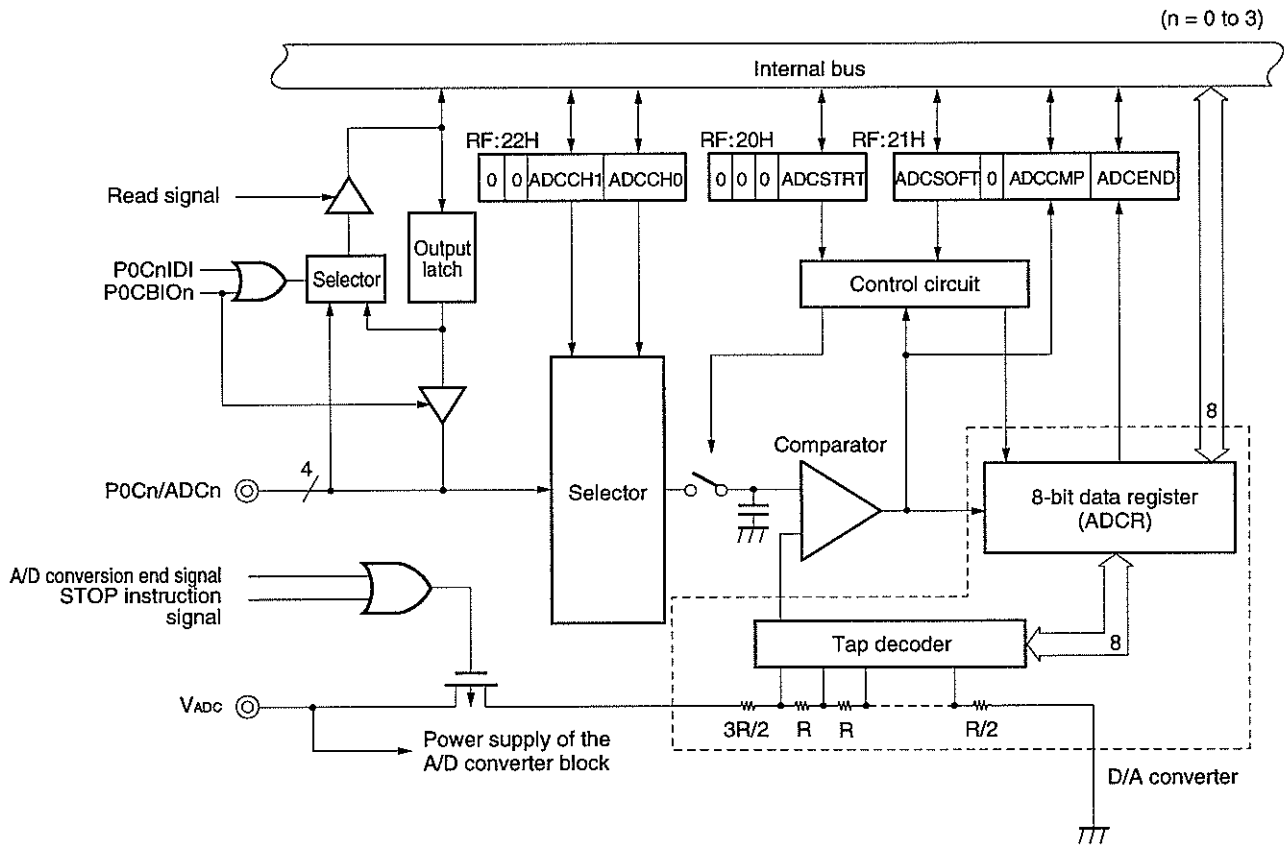 (n = 0 to 3)
Internal bus
RF:22H
RF:20H
RF:21H
0 0 ADCCH1 ADCCH0
0 0 0 ADCSTRT
ADCSOFT 0 ADCCMP ADCEND
Read signal
Output
latch
P0CnIDI
P0CBIOn
Selector
Control circuit
8
Comparator
4
P0Cn/ADCn
Selector
8-bit data register
(ADCR)
A/D conversion end signal
STOP instruction
signal
Tap decoder
8
VADC
3R/2
R
R
R/2
Power supply of the
A/D converter block
D/A converter